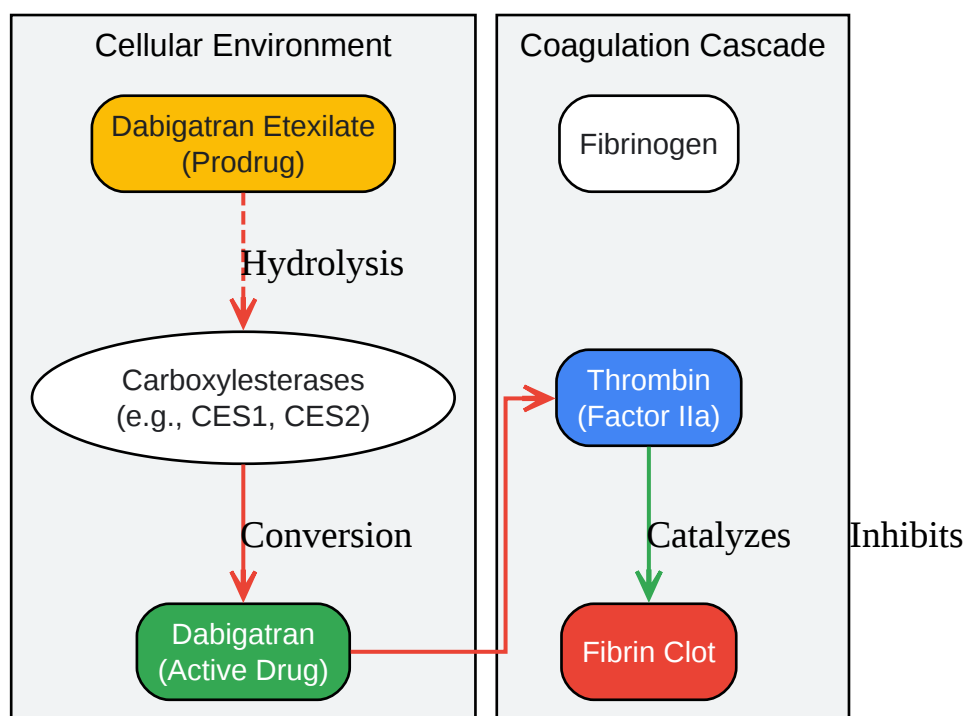 Cellular Environment
Dabigatran Etexilate
(Prodrug)
Hydrolysis
Carboxylesterases
(e.g., CES1, CES2)
Conversion
Dabigatran
(Active Drug)
Coagulation Cascade
Fibrinogen
Thrombin
(Factor IIa)
Catalyzes
Inhibits
Fibrin Clot